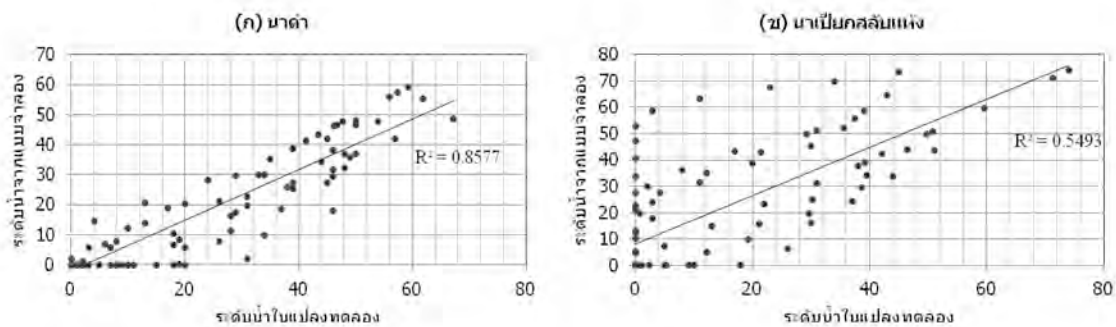 (ก) นาดำ
ระดับน้ำจากแบบจำลอง
70
60
50
40
30
20
10
0
R² = 0.8577
0 20 40 60 80
ระดับน้ำในแปลงทดลอง
(ข) นาเปียกสลับแห้ง
ระดับน้ำจากแบบจำลอง
80
70
60
50
40
30
20
10
0
R² = 0.5493
0 20 40 60 80
ระดับน้ำในแปลงทดลอง